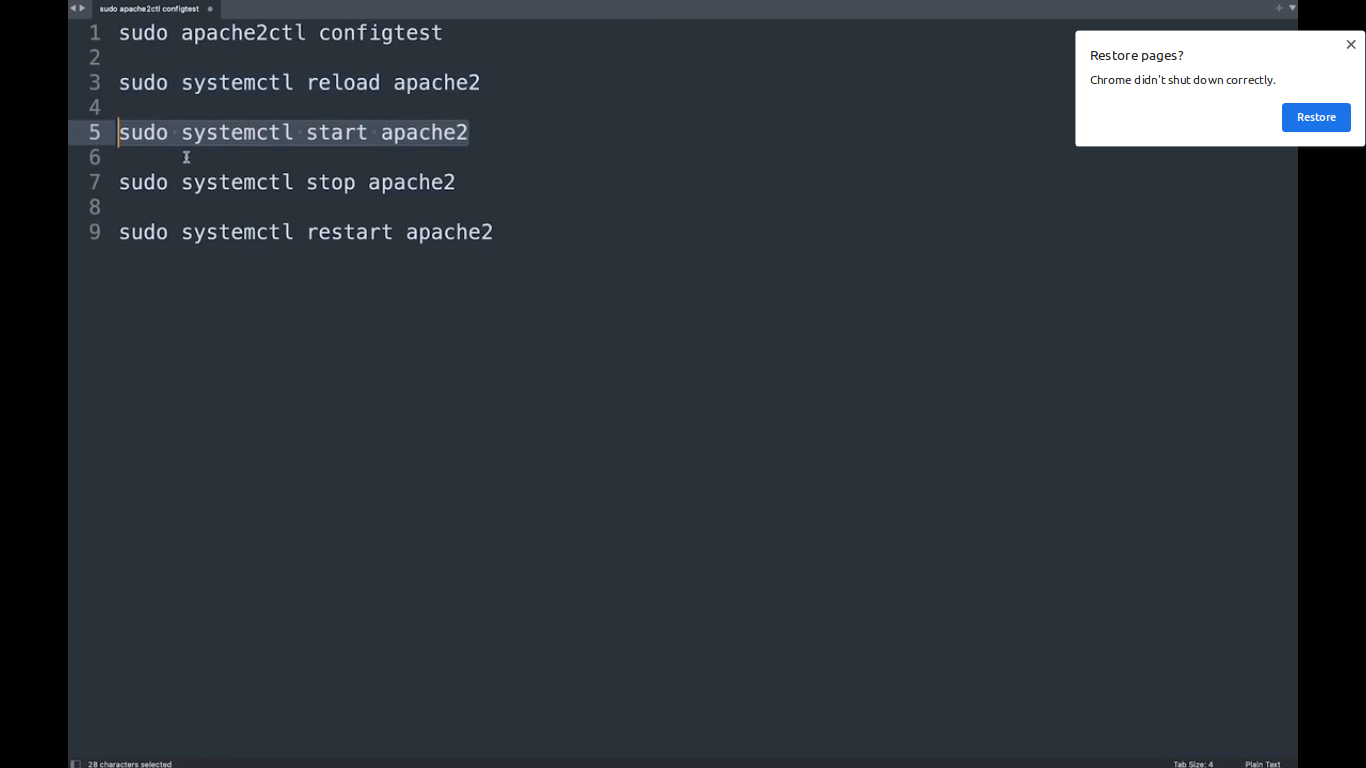 sudo apache2ctl configtest
1 sudo apache2ctl configtest
2
3 sudo systemctl reload apache2
4
5 sudo systemctl start apache2
6
7 sudo systemctl stop apache2
8
9 sudo systemctl restart apache2
Restore pages?
Chrome didn't shut down correctly.
Restore
28 characters selected
Tab Size: 4
Plain Text